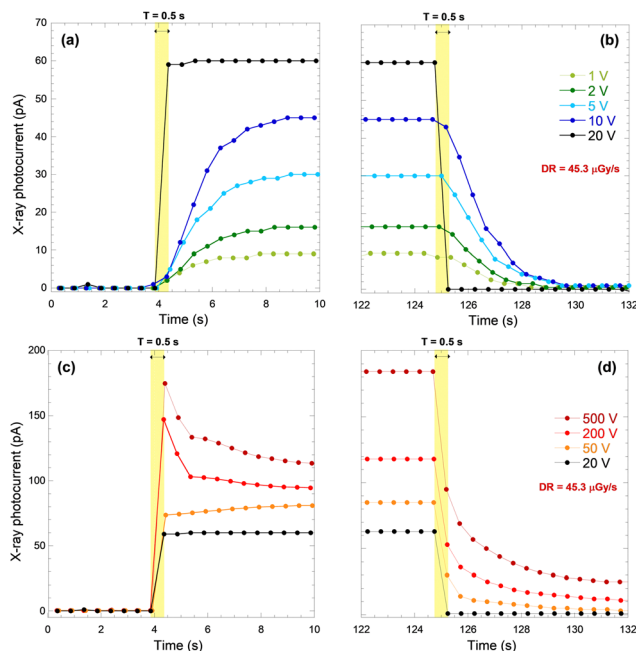 T = 0.5 s
T = 0.5 s
(a)
(b)
70
60
50
40
30
20
10
0
X-ray photocurrent (pA)
1 V
2 V
5 V
10 V
20 V
DR = 45.3 μGy/s
0 2 4 6 8 10
122 124 126 128 130 132
Time (s)
Time (s)
T = 0.5 s
T = 0.5 s
(c)
(d)
200
150
100
50
0
X-ray photocurrent (pA)
500 V
200 V
50 V
20 V
DR = 45.3 μGy/s
0 2 4 6 8 10
122 124 126 128 130 132
Time (s)
Time (s)